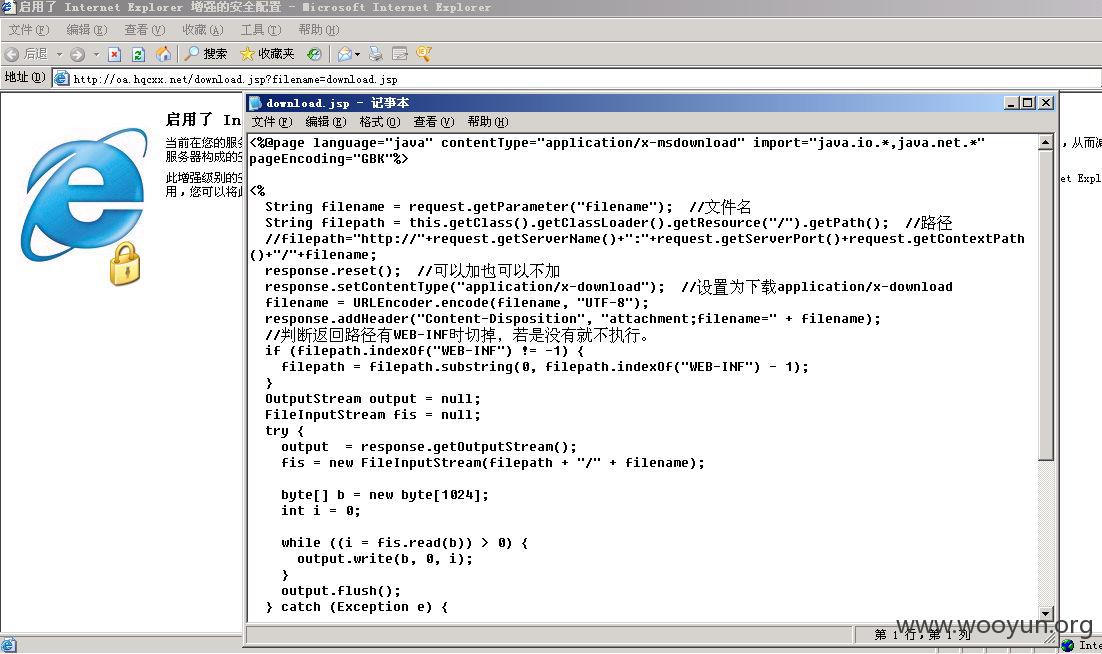 启用了 Internet Explorer 增强的安全配置 - Microsoft Internet Explorer
文件(F) 编辑(E) 查看(V) 收藏(A) 工具(T) 帮助(H)
后退 搜索 收藏夹
地址(D) http://oa.hqcxx.net/download.jsp?filename=download.jsp
启用了 In
当前在您的服务
服务器构成的
，从而减
此增强级别的安
et Expl
用，您可以将此
download.jsp - 记事本
文件(F) 编辑(E) 格式(O) 查看(V) 帮助(H)
<%@page language="java" contentType="application/x-msdownload" import="java.io.*,java.net.*"
pageEncoding="GBK"%>
<%
String filename = request.getParameter("filename"); //文件名
String filepath = this.getClass().getClassLoader().getResource("/").getPath(); //路径
//filepath="http://"+request.getServerName()+":"+request.getServerPort()+request.getContextPath
()+"/"+filename;
response.reset(); //可以加也可以不加
response.setContentType("application/x-download"); //设置为下载application/x-download
filename = URLEncoder.encode(filename, "UTF-8");
response.addHeader("Content-Disposition", "attachment;filename=" + filename);
//判断返回路径有WEB-INF时切掉，若是没有就不执行。
if (filepath.indexOf("WEB-INF") != -1) {
filepath = filepath.substring(0, filepath.indexOf("WEB-INF") - 1);
}
OutputStream output = null;
FileInputStream fis = null;
try {
output = response.getOutputStream();
fis = new FileInputStream(filepath + "/" + filename);
byte[] b = new byte[1024];
int i = 0;
while ((i = fis.read(b)) > 0) {
output.write(b, 0, i);
}
output.flush();
} catch (Exception e) {
第 1 行，第 1 列
www.wooyun.org
Inte